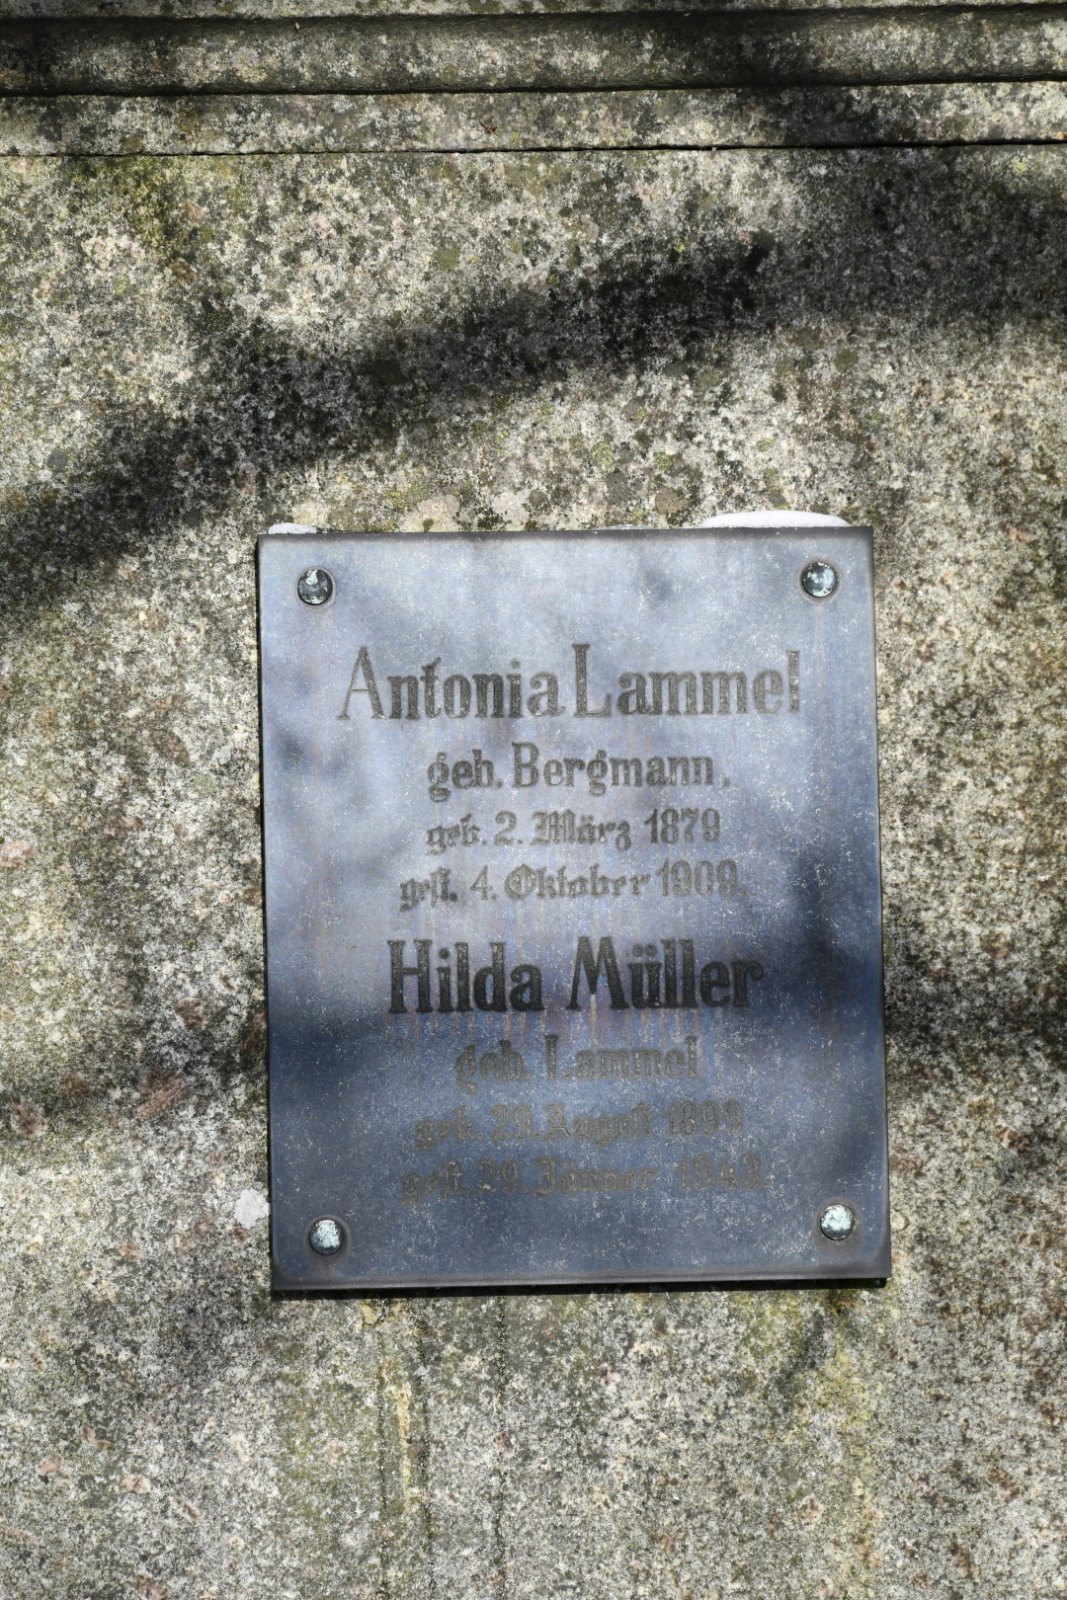 Antonia Lammel
geb. Bergmann.
geb. 2. März 1879
gest. 4. Oktober 1909.
Hilda Müller
geb. Lammel
geb. 29. August 1899
gest. 29. Jänner 1943.